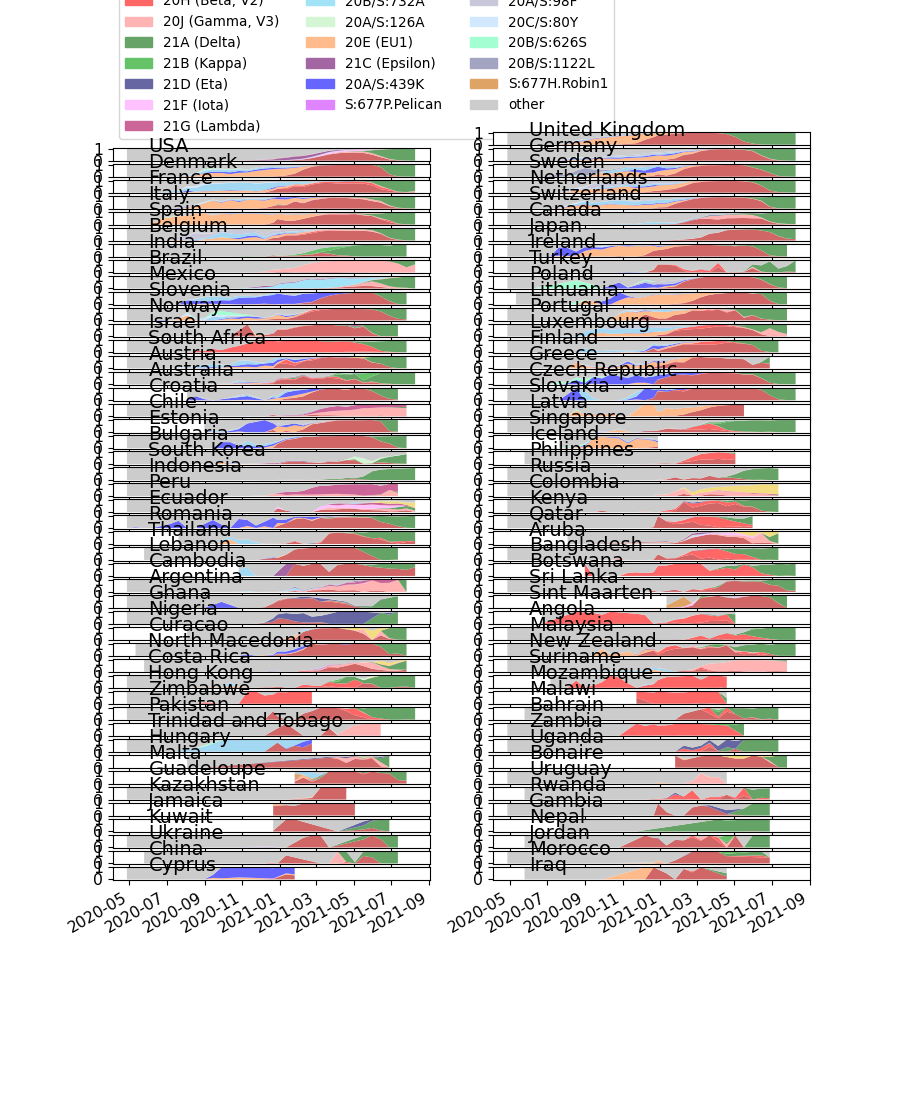 20H (Beta, V2) 20B/S:732A 20A/S:98F
20J (Gamma, V3) 20A/S:126A 20C/S:80Y
21A (Delta) 20E (EU1) 20B/S:626S
21B (Kappa) 21C (Epsilon) 20B/S:1122L
21D (Eta) 20A/S:439K S:677H.Robin1
21F (Iota) S:677P.Pelican other
21G (Lambda)
USA
Denmark
France
Italy
Spain
Belgium
India
Brazil
Mexico
Slovenia
Norway
Israel
South Africa
Austria
Australia
Croatia
Chile
Estonia
Bulgaria
South Korea
Indonesia
Peru
Ecuador
Romania
Thailand
Lebanon
Cambodia
Argentina
Ghana
Nigeria
Curacao
North Macedonia
Costa Rica
Hong Kong
Zimbabwe
Pakistan
Trinidad and Tobago
Hungary
Malta
Guadeloupe
Kazakhstan
Jamaica
Kuwait
Ukraine
China
Cyprus
0
2020-05 2020-07 2020-09 2020-11 2021-01 2021-03 2021-05 2021-07 2021-09
United Kingdom
Germany
Sweden
Netherlands
Switzerland
Canada
Japan
Ireland
Turkey
Poland
Lithuania
Portugal
Luxembourg
Finland
Greece
Czech Republic
Slovakia
Latvia
Singapore
Iceland
Philippines
Russia
Colombia
Kenya
Qatar
Aruba
Bangladesh
Botswana
Sri Lanka
Sint Maarten
Angola
Malaysia
New Zealand
Suriname
Mozambique
Malawi
Bahrain
Zambia
Uganda
Bonaire
Uruguay
Rwanda
Gambia
Nepal
Jordan
Morocco
Iraq
0
2020-05 2020-07 2020-09 2020-11 2021-01 2021-03 2021-05 2021-07 2021-09